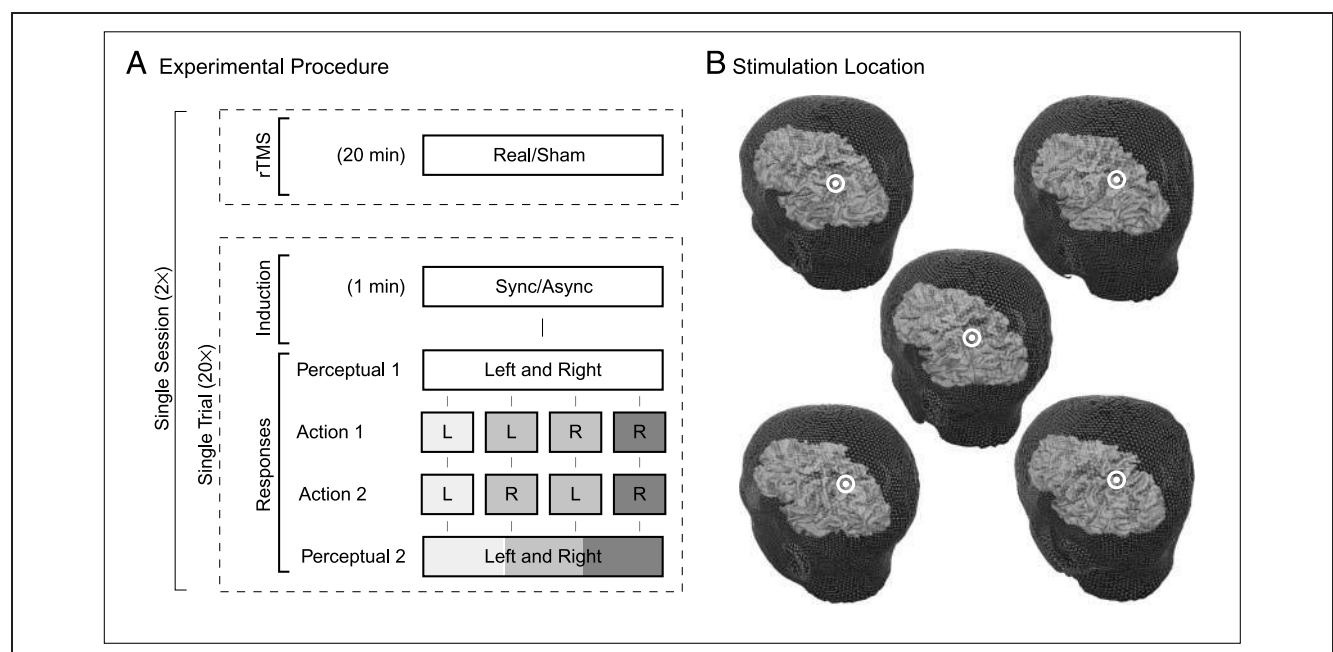 A Experimental Procedure
Single Session (2×)
rTMS
(20 min)
Real/Sham
Single Trial (20×)
Induction
(1 min)
Sync/Async
Responses
Perceptual 1
Left and Right
Action 1
L L R R
Action 2
L R L R
Perceptual 2
Left and Right
B Stimulation Location